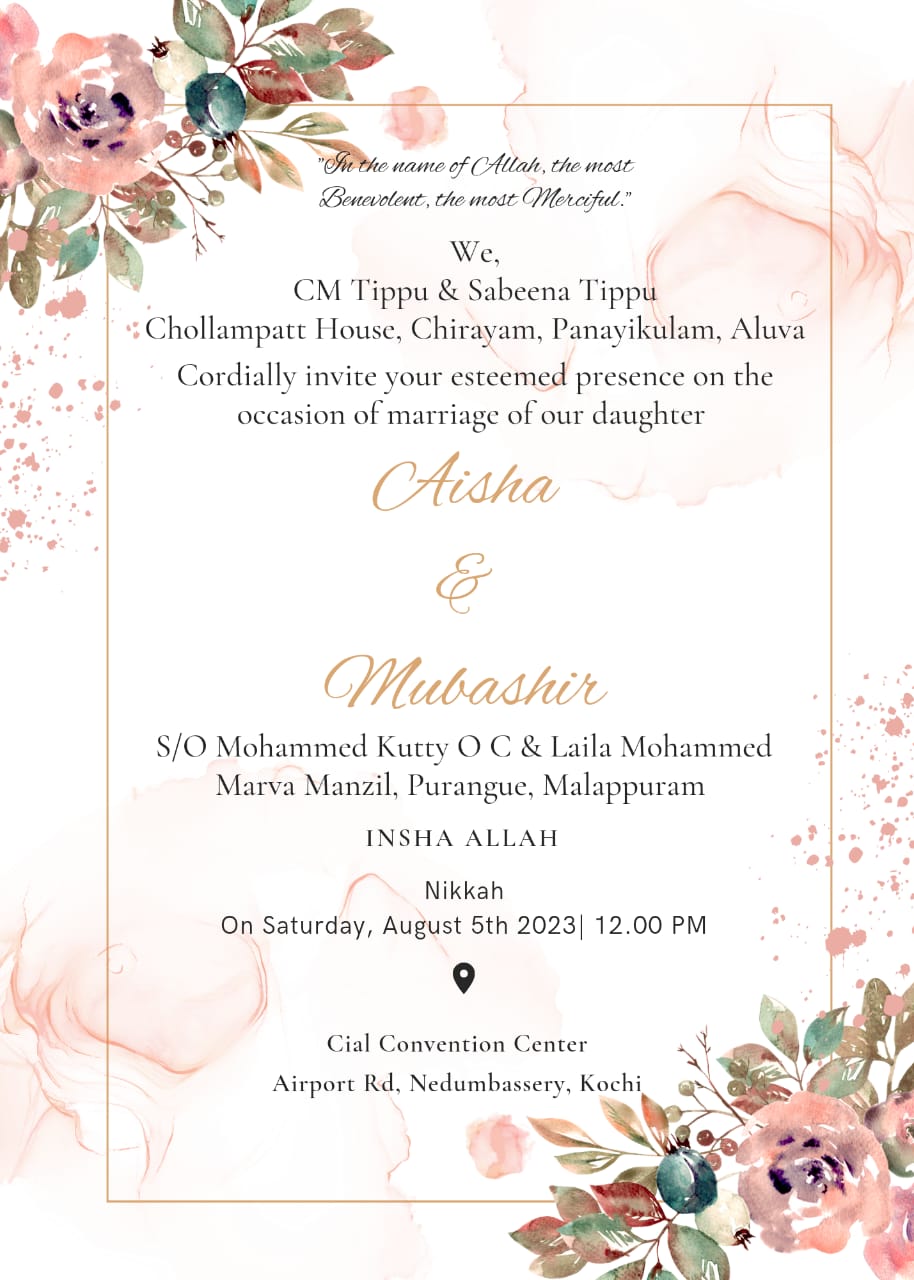 "In the name of Allah, the most
Benevolent, the most Merciful."
We,
CM Tippu & Sabeena Tippu
Chollampatt House, Chirayam, Panayikulam, Aluva
Cordially invite your esteemed presence on the
occasion of marriage of our daughter
Aisha
&
Mubashir
S/O Mohammed Kutty O C & Laila Mohammed
Marva Manzil, Purangue, Malappuram
INSHA ALLAH
Nikkah
On Saturday, August 5th 2023| 12.00 PM
Cial Convention Center
Airport Rd, Nedumbassery, Kochi